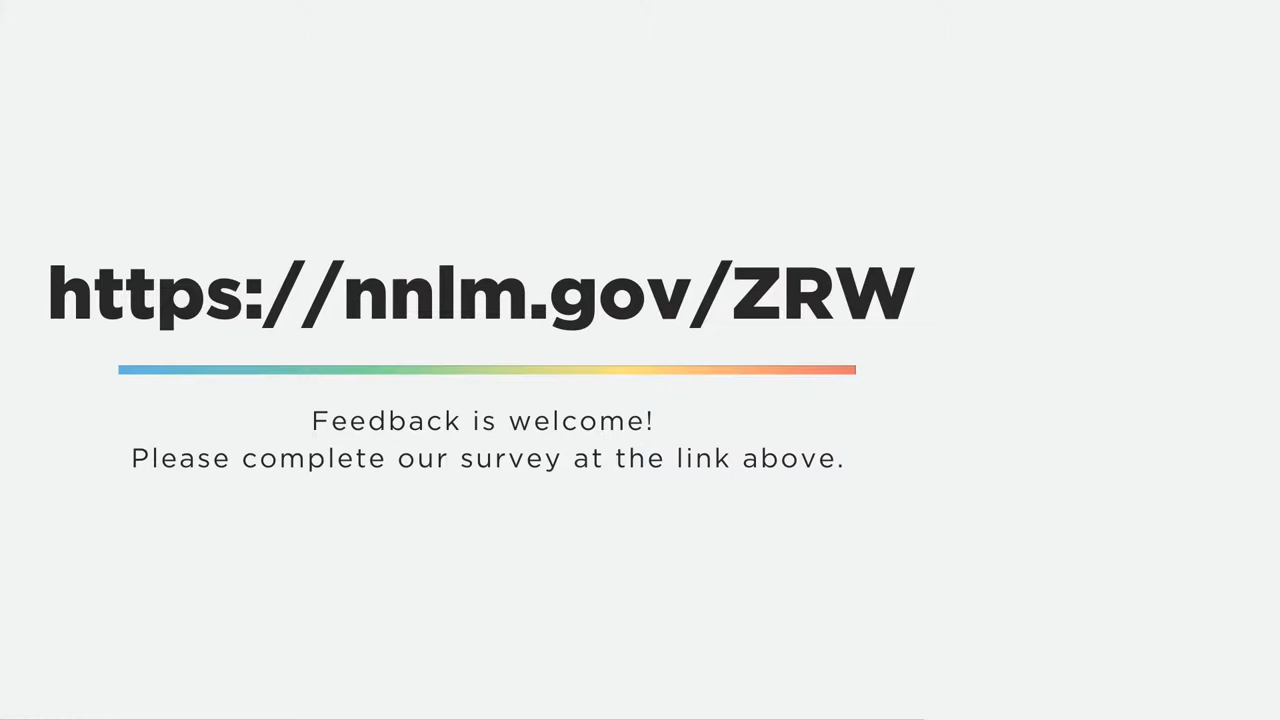 https://nnlm.gov/ZRW
Feedback is welcome!
Please complete our survey at the link above.